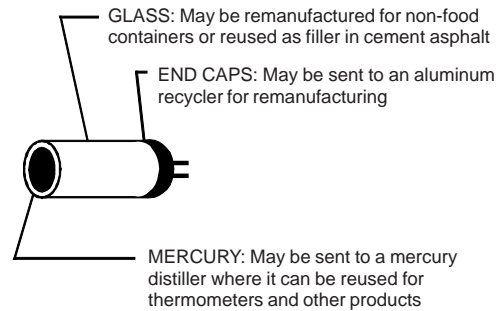 GLASS: May be remanufactured for non-food
containers or reused as filler in cement asphalt
END CAPS: May be sent to an aluminum
recycler for remanufacturing
MERCURY: May be sent to a mercury
distiller where it can be reused for
thermometers and other products